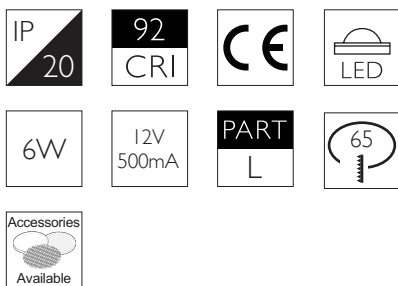 IP
20
92
CRI
CE
LED
6W
12V
500mA
PART
L
65
Accessories
Available